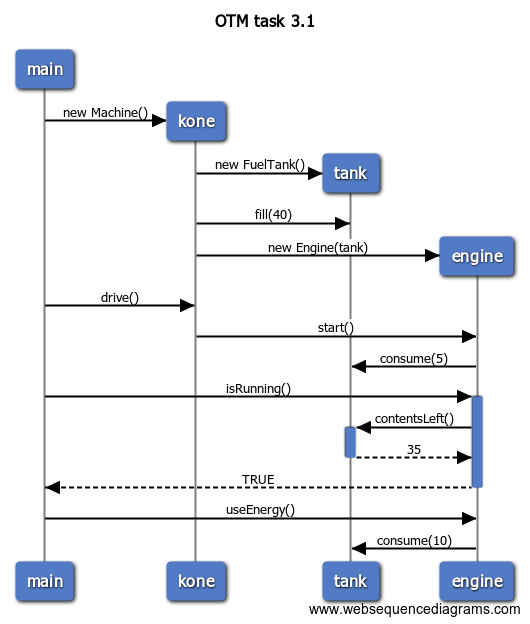 OTM task 3.1
main
new Machine()
kone
new FuelTank()
tank
fill(40)
new Engine(tank)
engine
drive()
start()
consume(5)
isRunning()
contentsLeft()
35
TRUE
useEnergy()
consume(10)
main kone tank engine
www.websequencediagrams.com